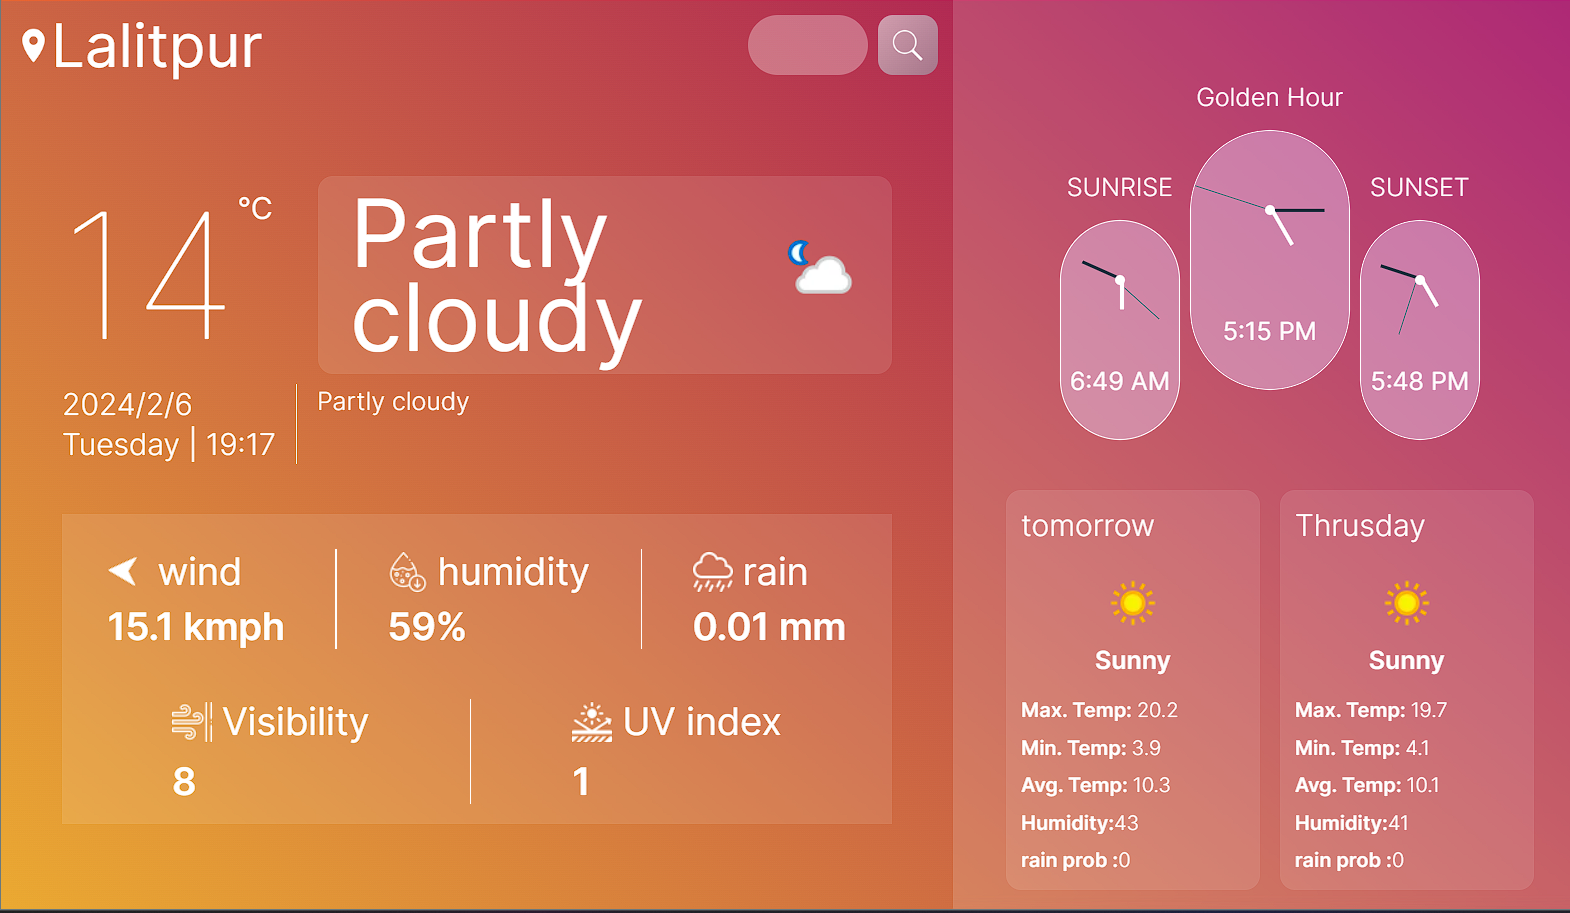 Lalitpur
14 °C
Partly
cloudy
2024/2/6
Tuesday | 19:17
Partly cloudy
wind
15.1 kmph
humidity
59%
rain
0.01 mm
Visibility
8
UV index
1
Golden Hour
5:15 PM
SUNRISE
6:49 AM
SUNSET
5:48 PM
tomorrow
Sunny
Max. Temp: 20.2
Min. Temp: 3.9
Avg. Temp: 10.3
Humidity:43
rain prob :0
Thrusday
Sunny
Max. Temp: 19.7
Min. Temp: 4.1
Avg. Temp: 10.1
Humidity:41
rain prob :0